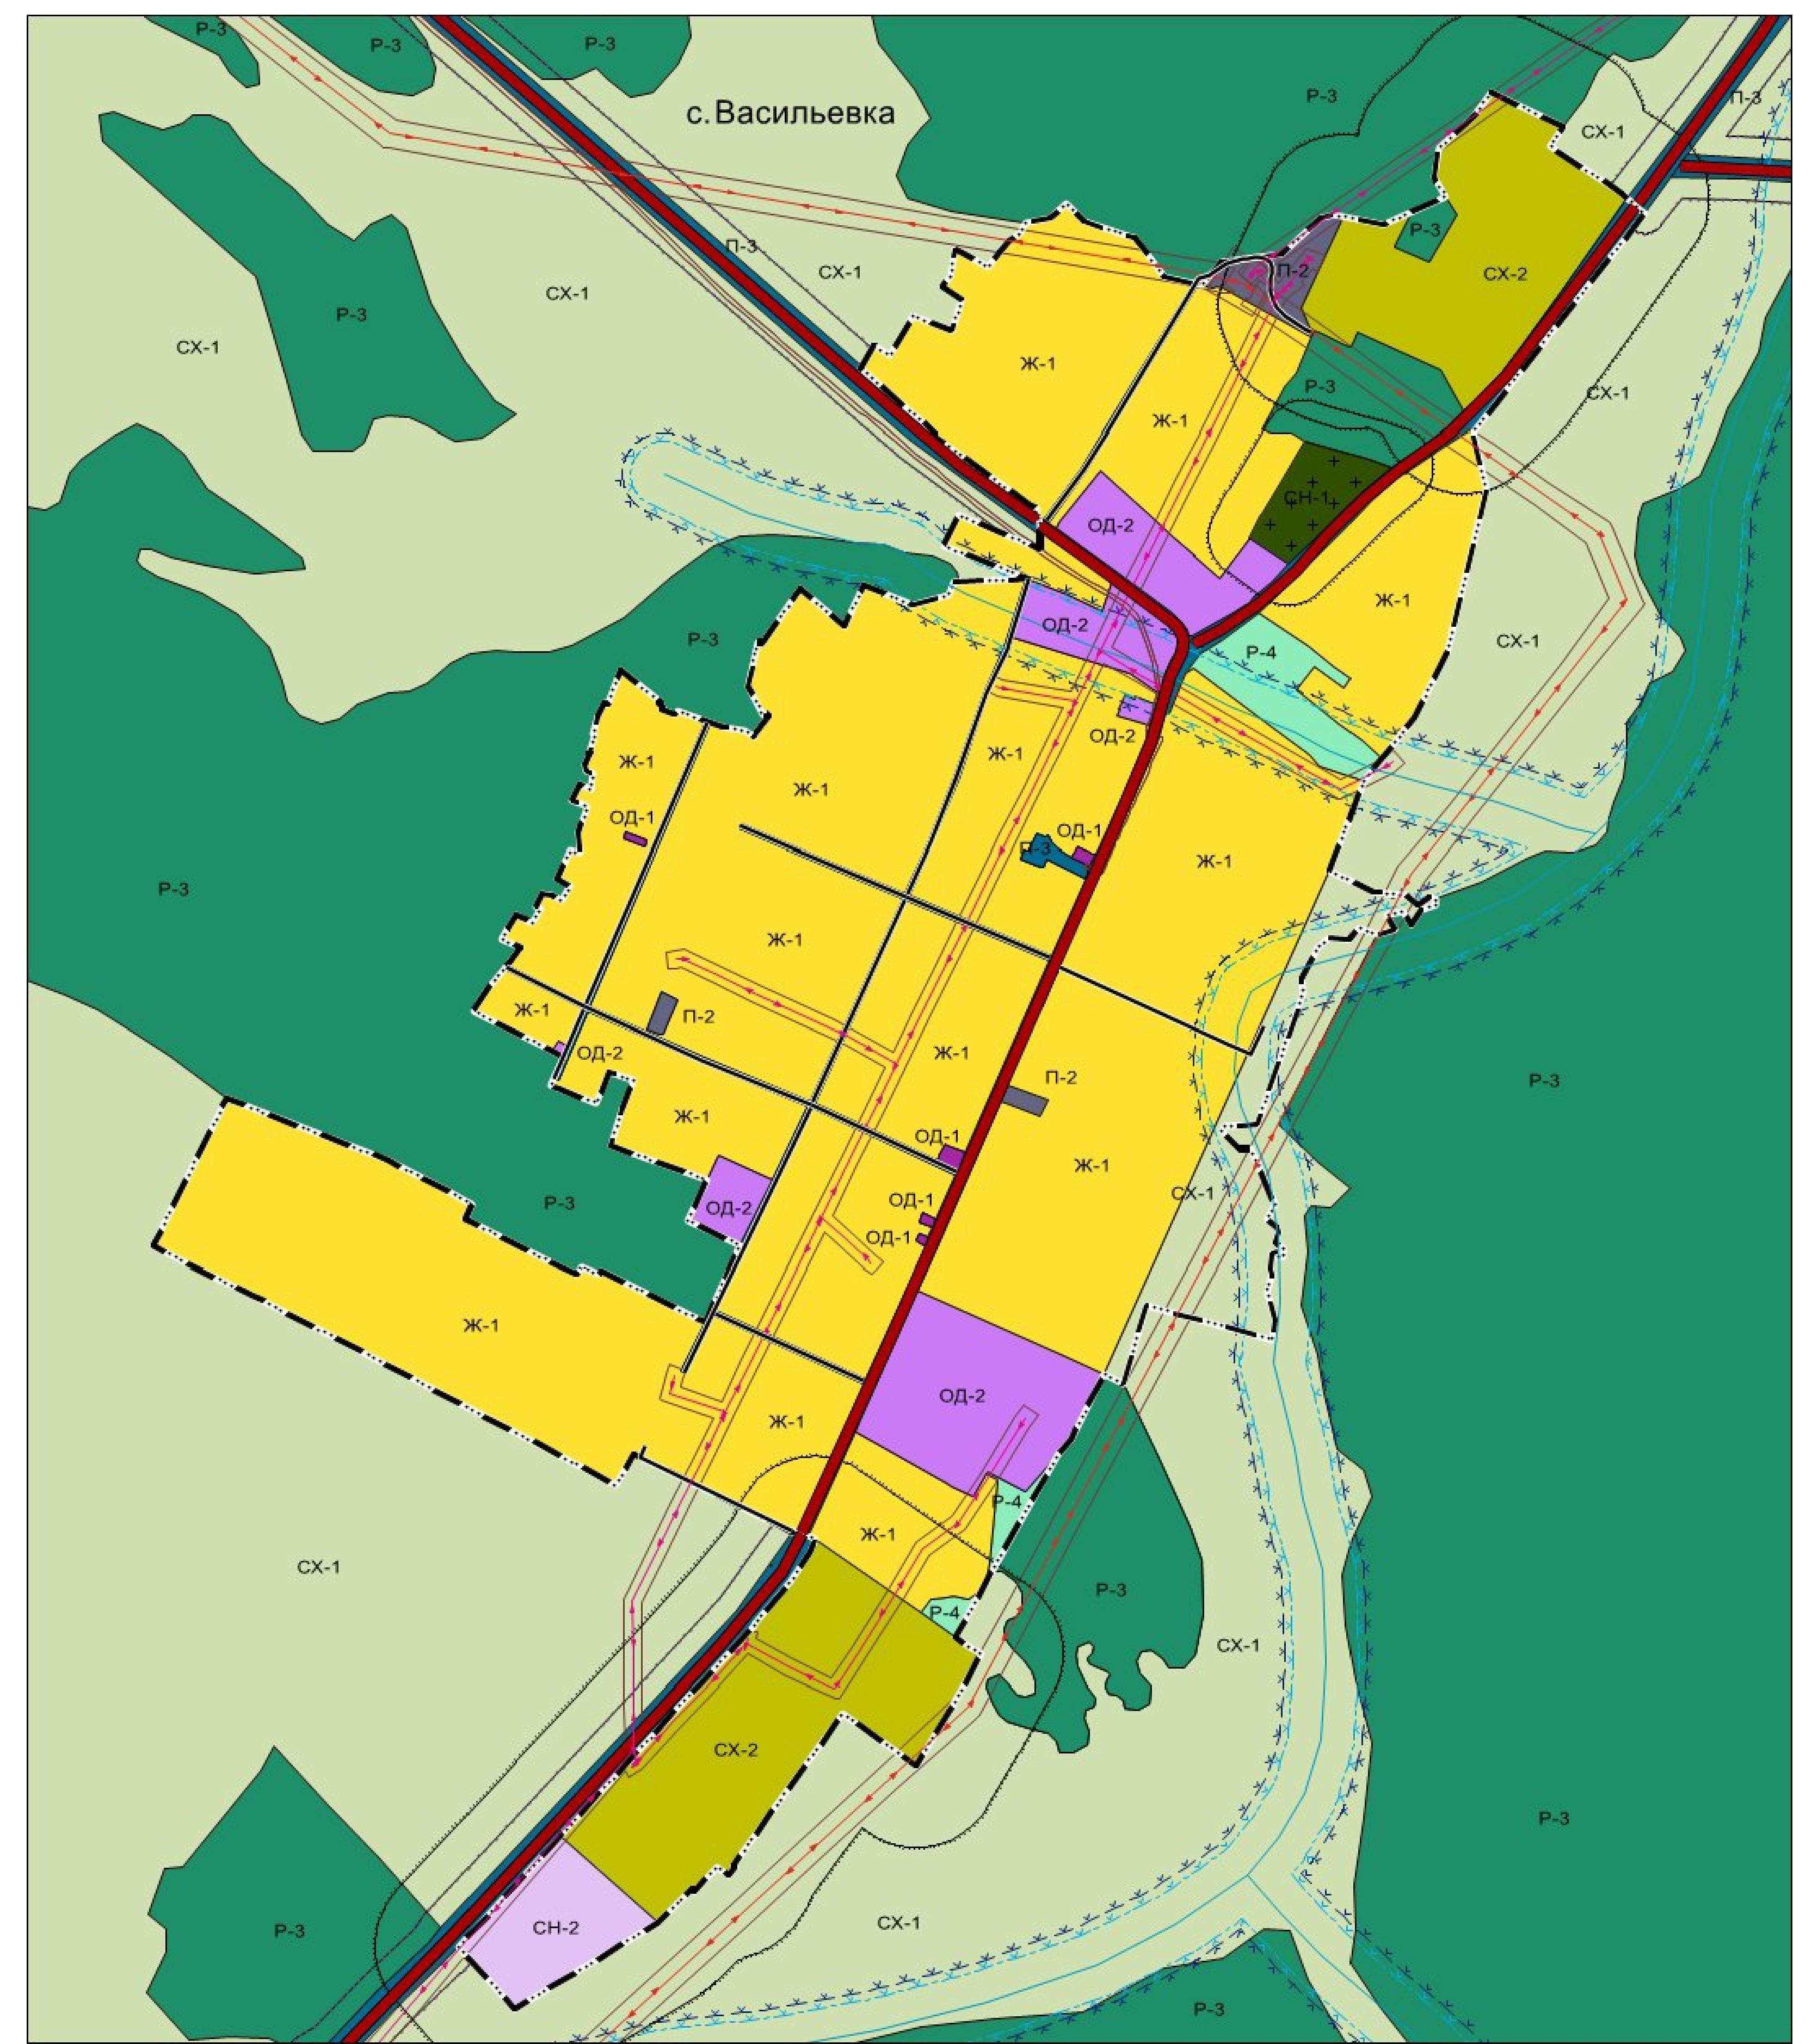 Р-3
Р-3
Р-3
Р-3
П-3
с.Васильевка
СХ-1
Р-3
П-3
СХ-1
П-2
СХ-2
СХ-1
Р-3
СХ-1
Ж-1
Р-3
СХ-1
Ж-1
СН-1
ОД-2
Ж-1
ОД-2
Р-3
СХ-1
Р-4
ОД-2
Ж-1
Ж-1
Ж-1
ОД-1
ОД-1
П-3
Ж-1
Р-3
Ж-1
Ж-1
П-2
ОД-2
Ж-1
П-2
Р-3
Ж-1
ОД-1
Ж-1
СХ-1
ОД-1
Р-3
ОД-2
ОД-1
Ж-1
ОД-2
Ж-1
Р-4
Ж-1
СХ-1
Р-3
Р-4
СХ-1
СХ-2
Р-3
СХ-1
СН-2
Р-3
Р-3